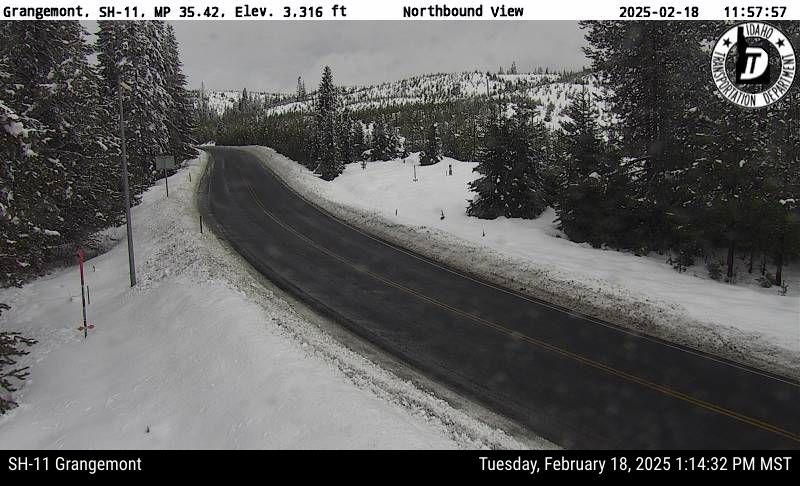 Grangemont, SH-11, MP 35.42, Elev. 3,316 ft Northbound View 2025-02-18 11:57:57
IDAHO
TRANSPORTATION DEPARTMENT
SH-11 Grangemont Tuesday, February 18, 2025 1:14:32 PM MST